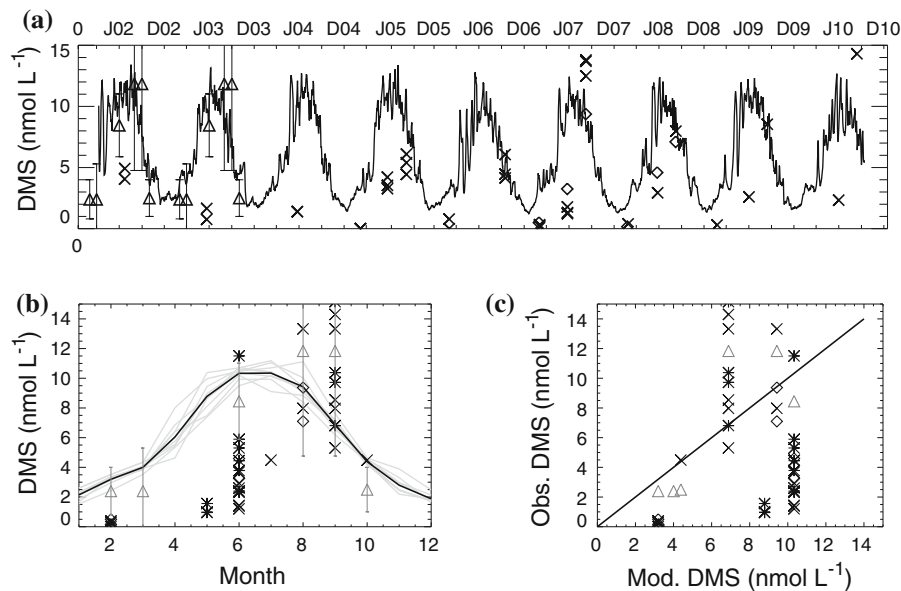 (a) 0 J02 D02 J03 D03 J04 D04 J05 D05 J06 D06 J07 D07 J08 D08 J09 D09 J10 D10
15
10
5
0
DMS (nmol L-1)
0
(b)
14
12
10
8
6
4
2
0
DMS (nmol L-1)
2 4 6 8 10 12
Month
(c)
14
12
10
8
6
4
2
0
Obs. DMS (nmol L-1)
0 2 4 6 8 10 12 14
Mod. DMS (nmol L-1)